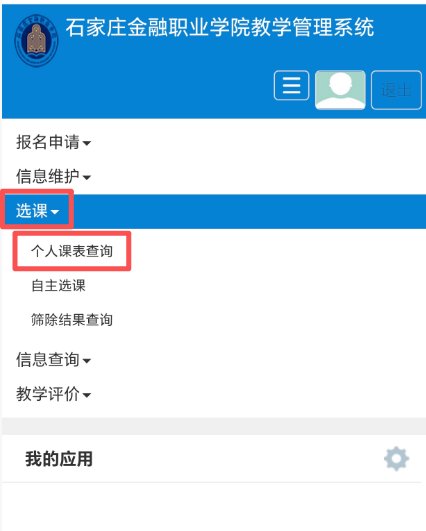 石家庄金融职业学院教学管理系统
退出
报名申请
信息维护
选课
个人课表查询
自主选课
筛除结果查询
信息查询
教学评价
我的应用